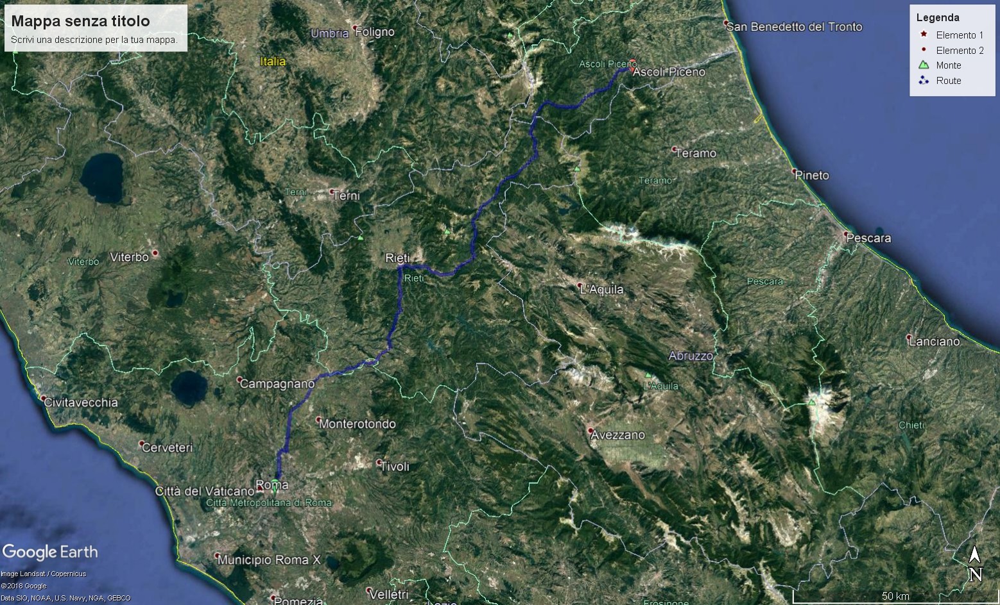 Mappa senza titolo
Scrivi una descrizione per la tua mappa.
Legenda
Elemento 1
Elemento 2
Monte
Route
Umbria
Foligno
San Benedetto del Tronto
Italia
Ascoli Piceno
Ascoli Piceno
Teramo
Pineto
Teramo
Terni
Terni
Pescara
Viterbo
Viterbo
Rieti
Rieti
Pescara
L'Aquila
Lanciano
Abruzzo
Campagnano
L'Aquila
Civitavecchia
Monterotondo
Chieti
Avezzano
Cerveteri
Tivoli
Roma
Città del Vaticano
Città Metropolitana di Roma
Google Earth
Municipio Roma X
Image Landsat / Copernicus
©2018 Google
Data SIO, NOAA, U.S. Navy, NGA, GEBCO
Pomezia
Velletri
Lazio
Frosinone
N
50 km